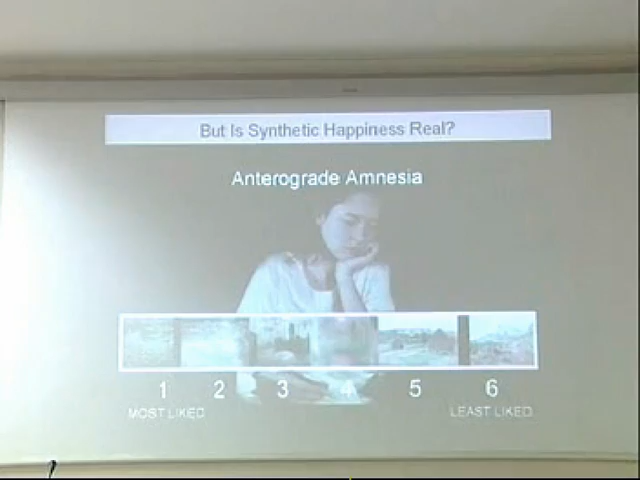 But Is Synthetic Happiness Real?
Anterograde Amnesia
1 2 3 4 5 6
MOST LIKED LEAST LIKED